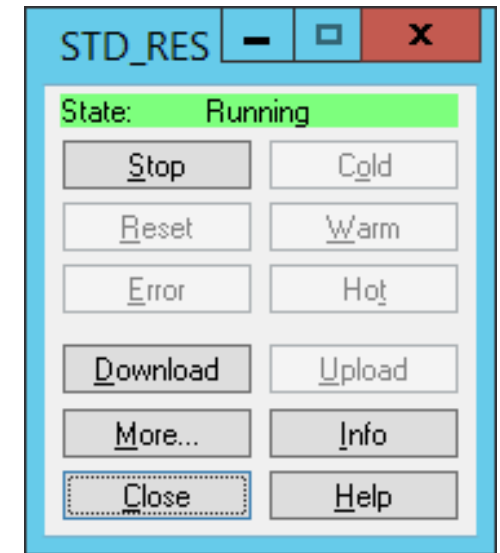 STD_RES
State: Running
Stop Cold
Reset Warm
Error Hot
Download Upload
More... Info
Close Help